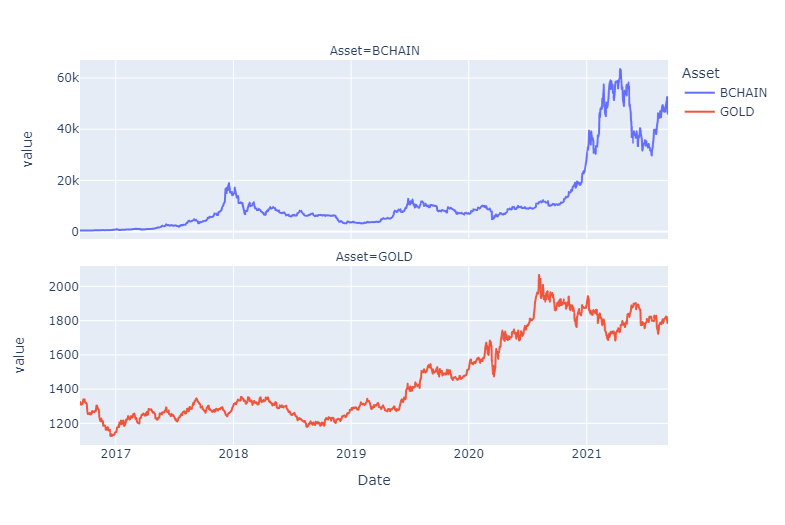 Asset=BCHAIN
Asset
BCHAIN
GOLD
value
60k
40k
20k
0
Asset=GOLD
value
2000
1800
1600
1400
1200
2017 2018 2019 2020 2021
Date